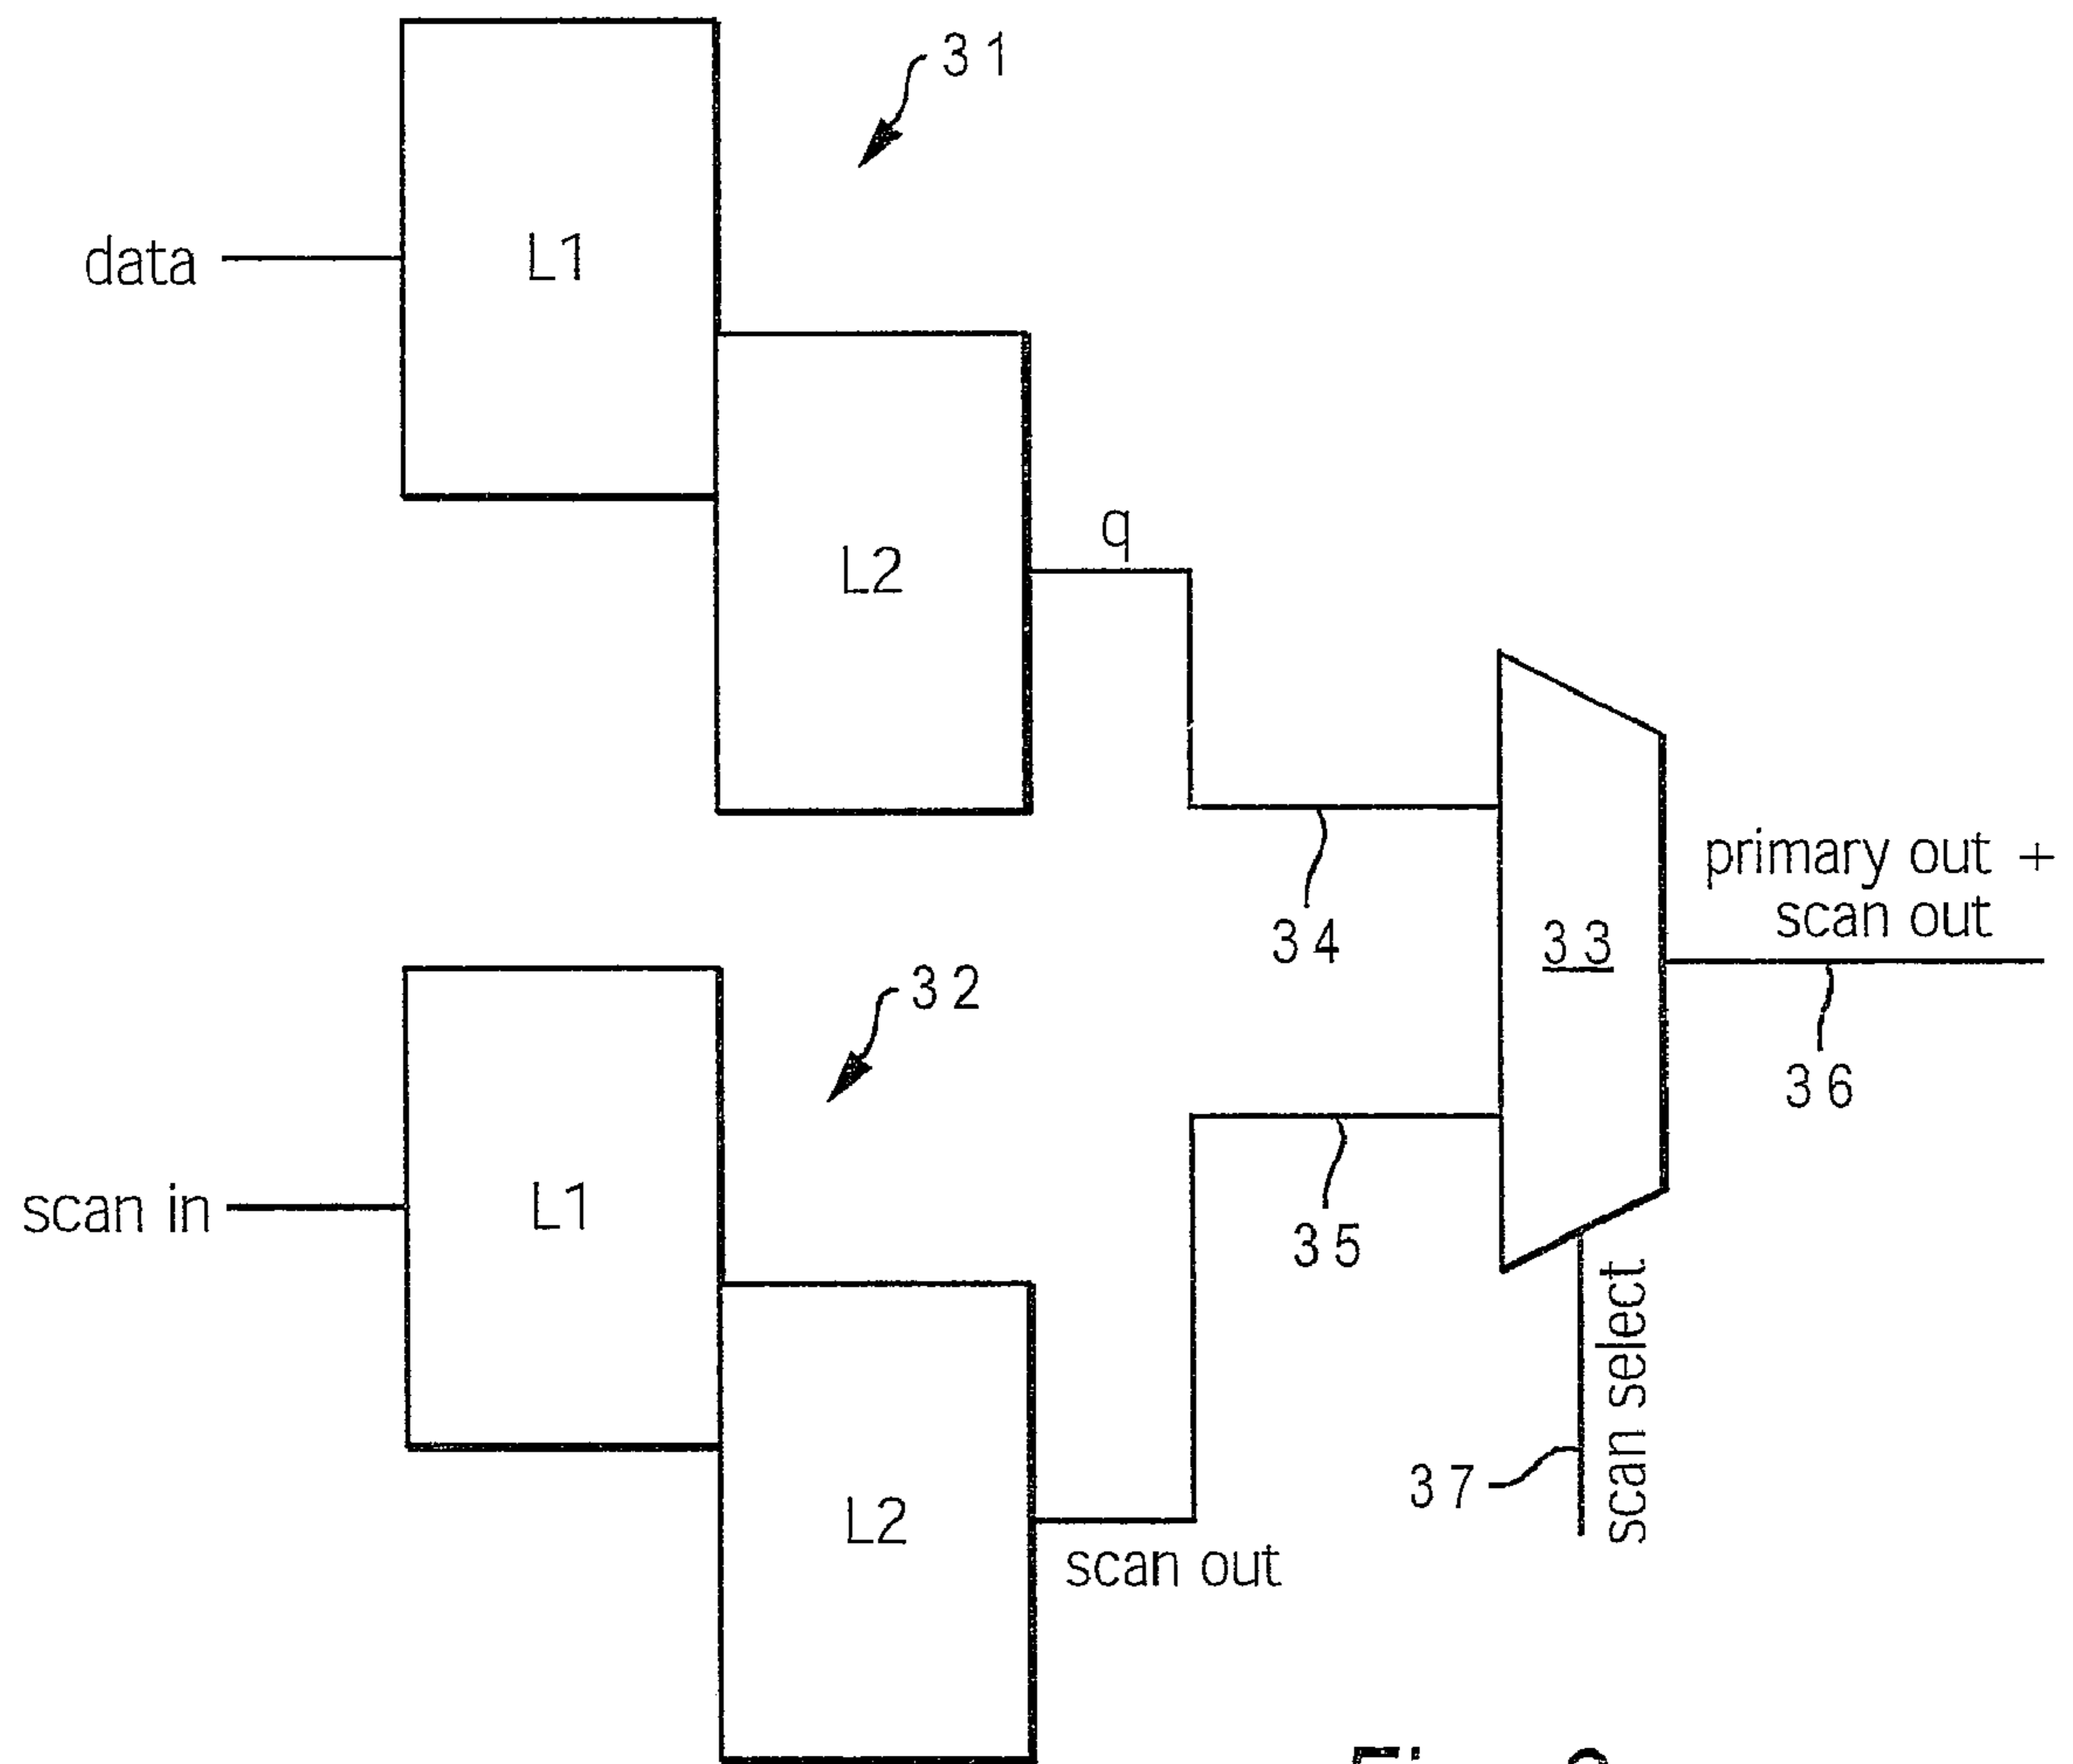 31
data
L1
L2
q
34
33
primary out +
scan out
36
32
scan in
L1
35
L2
scan out
37
scan select